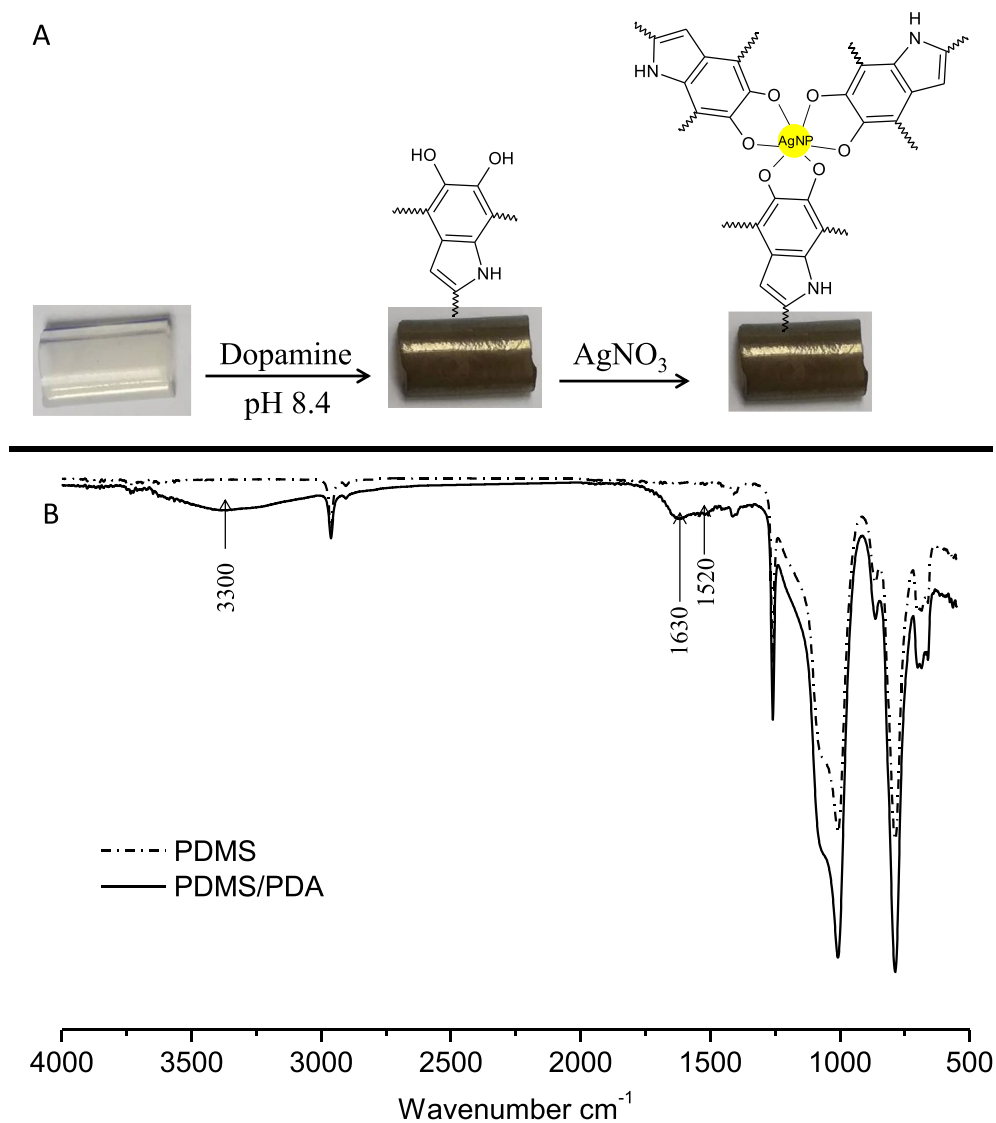 A
H
N
HN
O
O
O
O
AgNP
O
O
HO
OH
NH
NH
Dopamine
pH 8.4
AgNO3
B
3300
1630
1520
PDMS
PDMS/PDA
4000 3500 3000 2500 2000 1500 1000 500
Wavenumber cm-1